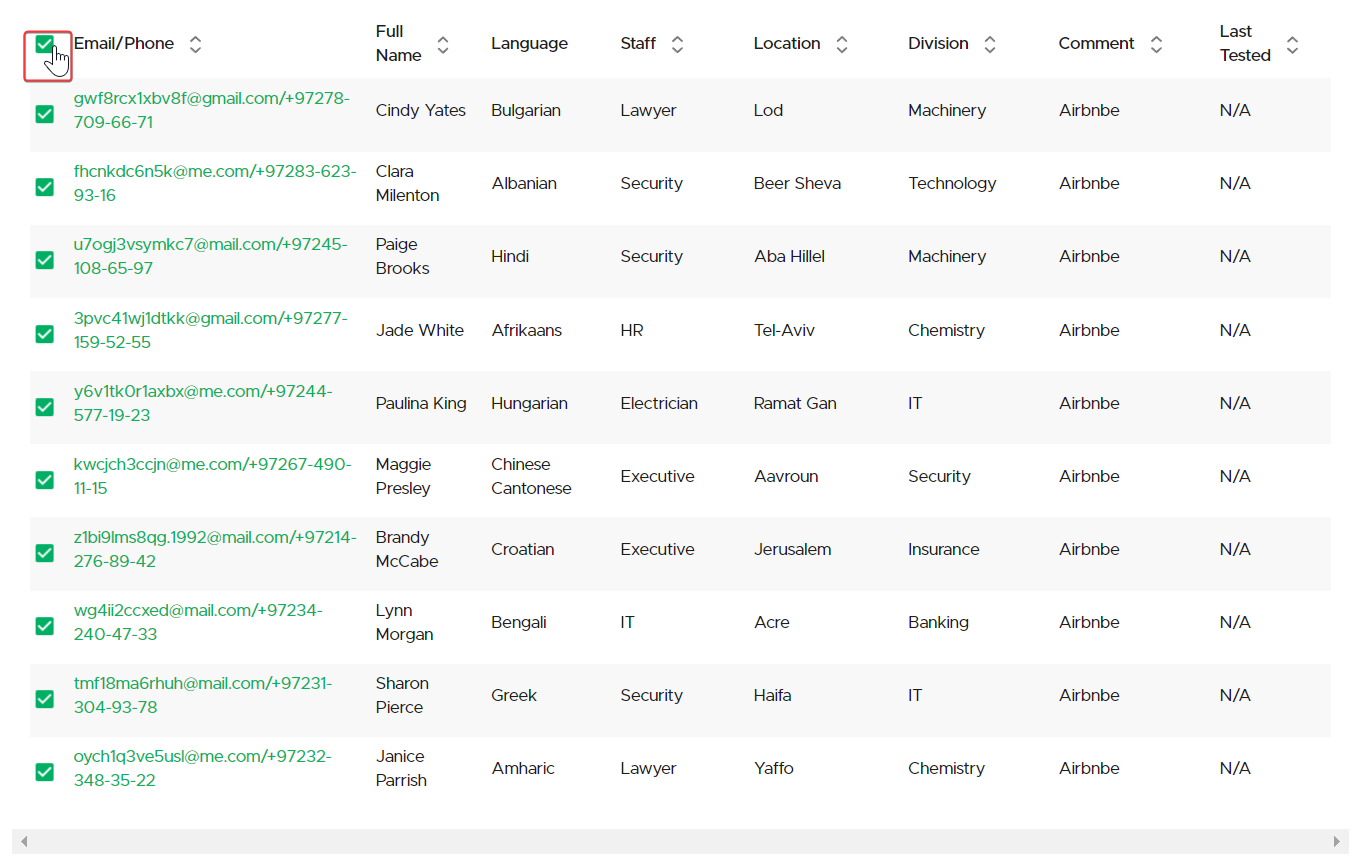 Email/Phone Full Name Language Staff Location Division Comment Last Tested
gwf8rcx1xbv8f@gmail.com/+97278-
709-66-71 Cindy Yates Bulgarian Lawyer Lod Machinery Airbnbe N/A
fhcnkdc6n5k@me.com/+97283-623-
93-16 Clara Milenton Albanian Security Beer Sheva Technology Airbnbe N/A
u7ogj3vsymkc7@mail.com/+97245-
108-65-97 Paige Brooks Hindi Security Aba Hillel Machinery Airbnbe N/A
3pvc41wj1dtkk@gmail.com/+97277-
159-52-55 Jade White Afrikaans HR Tel-Aviv Chemistry Airbnbe N/A
y6v1tk0r1axbx@me.com/+97244-
577-19-23 Paulina King Hungarian Electrician Ramat Gan IT Airbnbe N/A
kwcjch3ccjn@me.com/+97267-490-
11-15 Maggie Presley Chinese Cantonese Executive Aavroun Security Airbnbe N/A
z1bi9lms8qg.1992@mail.com/+97214-
276-89-42 Brandy McCabe Croatian Executive Jerusalem Insurance Airbnbe N/A
wg4ii2ccxed@mail.com/+97234-
240-47-33 Lynn Morgan Bengali IT Acre Banking Airbnbe N/A
tmf18ma6rhuh@mail.com/+97231-
304-93-78 Sharon Pierce Greek Security Haifa IT Airbnbe N/A
oych1q3ve5usl@me.com/+97232-
348-35-22 Janice Parrish Amharic Lawyer Yaffo Chemistry Airbnbe N/A